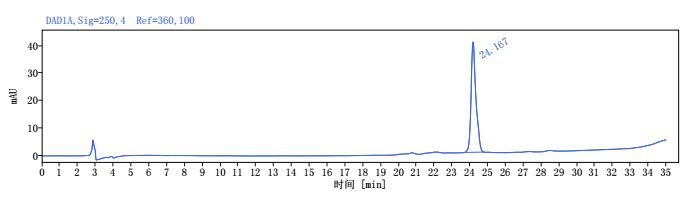 DAD1A,Sig=250,4 Ref=360,100
24.167
40
30
20
10
0
mAU
0 1 2 3 4 5 6 7 8 9 10 11 12 13 14 15 16 17 18 19 20 21 22 23 24 25 26 27 28 29 30 31 32 33 34 35
时间 [min]